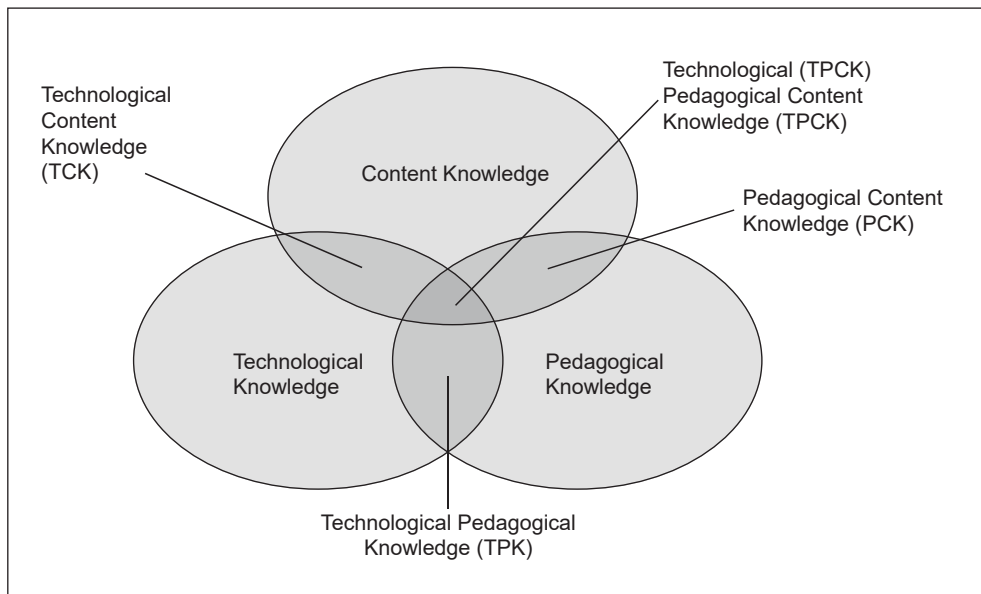 Technological
Content
Knowledge
(TCK)
Technological (TPCK)
Pedagogical Content
Knowledge (TPCK)
Content Knowledge
Pedagogical Content
Knowledge (PCK)
Technological
Knowledge
Pedagogical
Knowledge
Technological Pedagogical
Knowledge (TPK)